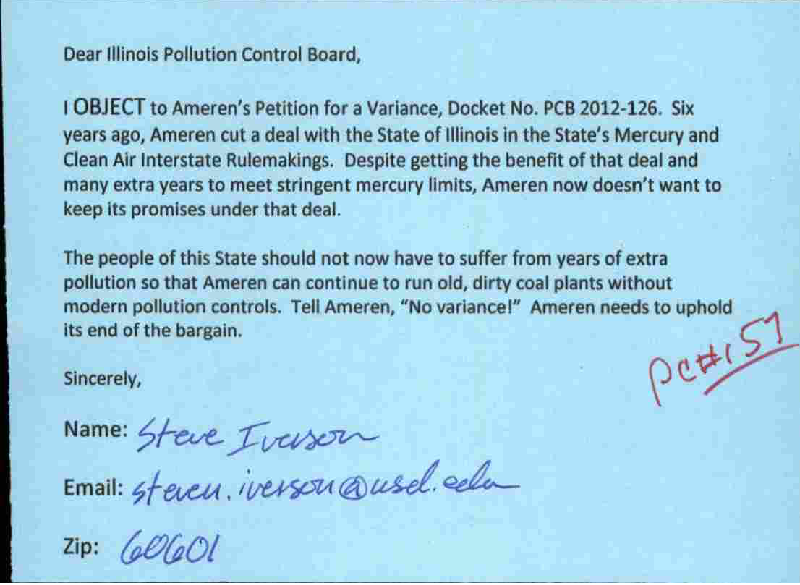 Dear Illinois Pollution Control Board,
I OBJECT to Ameren's Petition for a Variance, Docket No. PCB 2012-126. Six
years ago, Ameren cut a deal with the State of Illinois in the State's Mercury and
Clean Air Interstate Rulemakings. Despite getting the benefit of that deal and
many extra years to meet stringent mercury limits, Ameren now doesn't want to
keep its promises under that deal.
The people of this State should not now have to suffer from years of extra
pollution so that Ameren can continue to run old, dirty coal plants without
modern pollution controls. Tell Ameren, "No variance!" Ameren needs to uphold
its end of the bargain.
PC#157
Sincerely,
Name: Steve Iverson
Email: steven.iverson@usd.edu
Zip: 60601